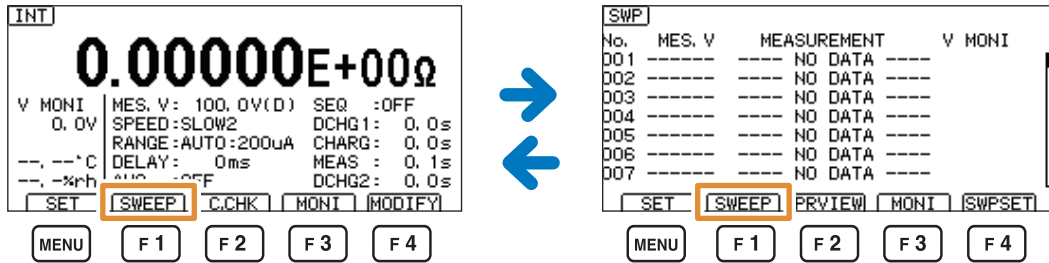 INT
0.00000E+00Ω
V MONI MES. V: 100.0V(D) SEQ :OFF
0.0V SPEED:SLOW2 DCHG1: 0.0s
RANGE:AUTO:200uA CHARG: 0.0s
--.--°C DELAY: 0ms MEAS : 0.1s
--.-%rh :OFF DCHG2: 0.0s
SET SWEEP C.CHK MONI MODIFY
MENU F1 F2 F3 F4
SWP
No. MES. V MEASUREMENT V MONI
001 ------ ---- NO DATA ----
002 ------ ---- NO DATA ----
003 ------ ---- NO DATA ----
004 ------ ---- NO DATA ----
005 ------ ---- NO DATA ----
006 ------ ---- NO DATA ----
007 ------ ---- NO DATA ----
SET SWEEP PRVIEW MONI SWPSET
MENU F1 F2 F3 F4